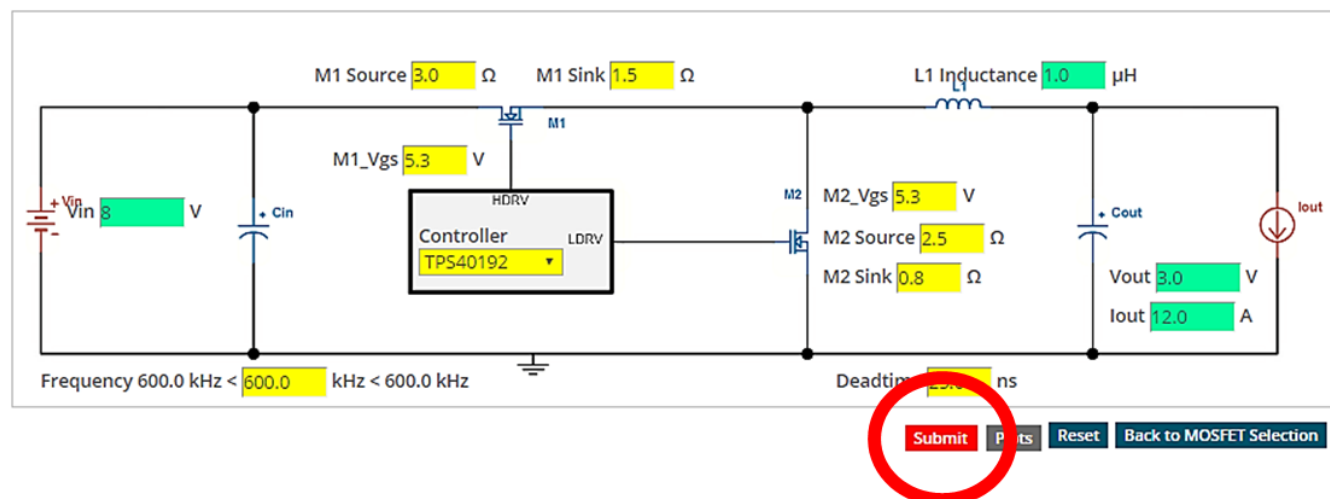 M1 Source 3.0 Ω M1 Sink 1.5 Ω L1 Inductance 1.0 µH
L1
M1
M1_Vgs 5.3 V
HDRV
Controller
LDRV
TPS40192
+ Vin
Vin 8 V
+ Cin
M2
M2_Vgs 5.3 V
M2 Source 2.5 Ω
M2 Sink 0.8 Ω
+ Cout
Iout
Vout 3.0 V
Iout 12.0 A
Frequency 600.0 kHz < 600.0 kHz < 600.0 kHz
ns
Submit
Reset
Back to MOSFET Selection